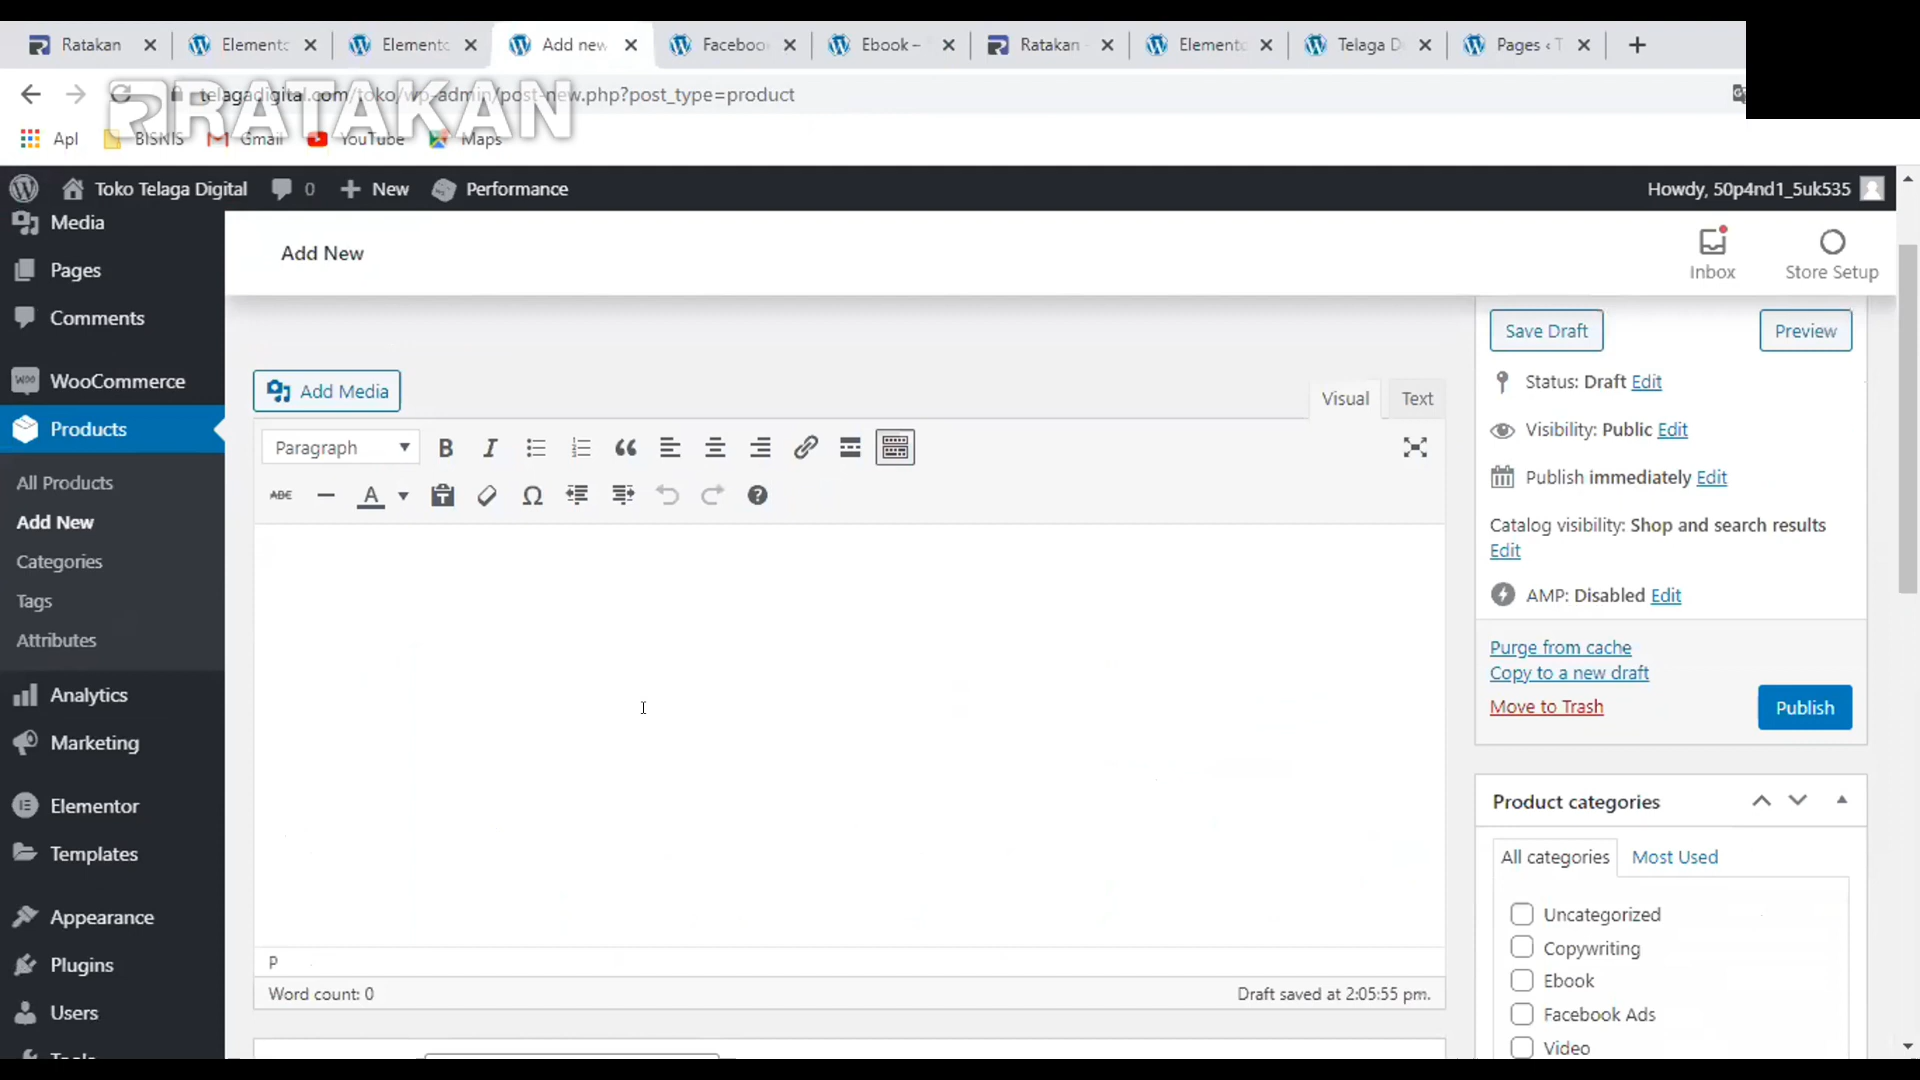 Ratakan
Elemento
Elemento
Add new
Faceboo
Ebook –
Ratakan
Elemento
Telaga D
Pages ‹ T
telagadigital.com/toko/wp-admin/post-new.php?post_type=product
RATAKAN
Apl
BISNIS
Gmail
YouTube
Maps
Toko Telaga Digital
0
New
Performance
Howdy, 50p4nd1_5uk535
Media
Pages
Comments
WooCommerce
Products
All Products
Add New
Categories
Tags
Attributes
Analytics
Marketing
Elementor
Templates
Appearance
Plugins
Users
Tools
Add New
Inbox
Store Setup
Add Media
Visual
Text
Paragraph
B
I
ABC
A
Ω
P
Word count: 0
Draft saved at 2:05:55 pm.
Save Draft
Preview
Status: Draft Edit
Visibility: Public Edit
Publish immediately Edit
Catalog visibility: Shop and search results
Edit
AMP: Disabled Edit
Purge from cache
Copy to a new draft
Move to Trash
Publish
Product categories
All categories
Most Used
Uncategorized
Copywriting
Ebook
Facebook Ads
Video